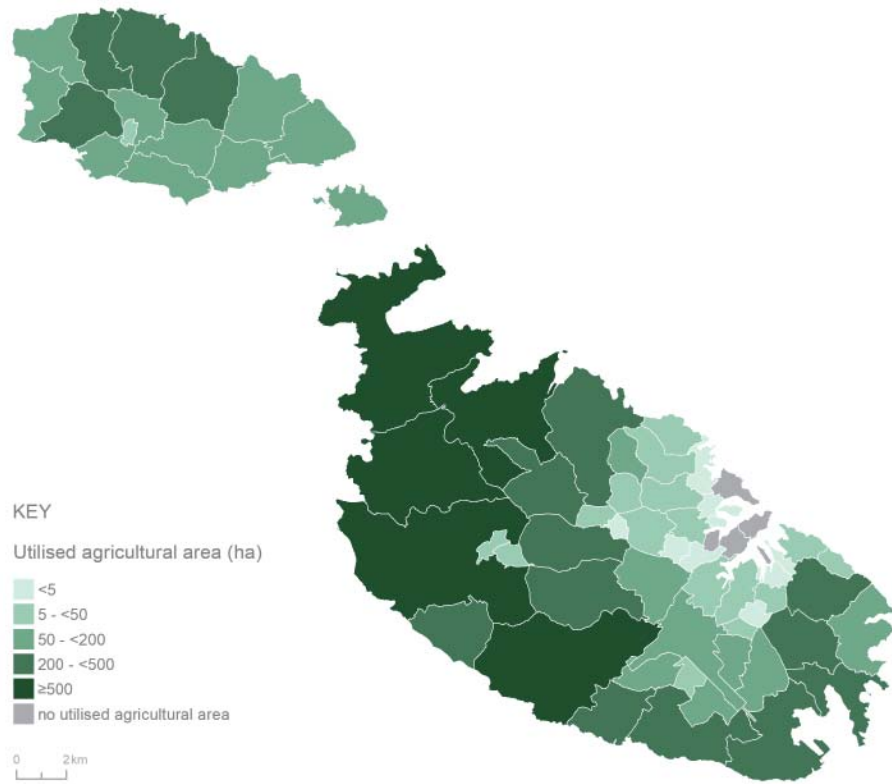 KEY
Utilised agricultural area (ha)
<5
5 - <50
50 - <200
200 - <500
≥500
no utilised agricultural area
0 2km